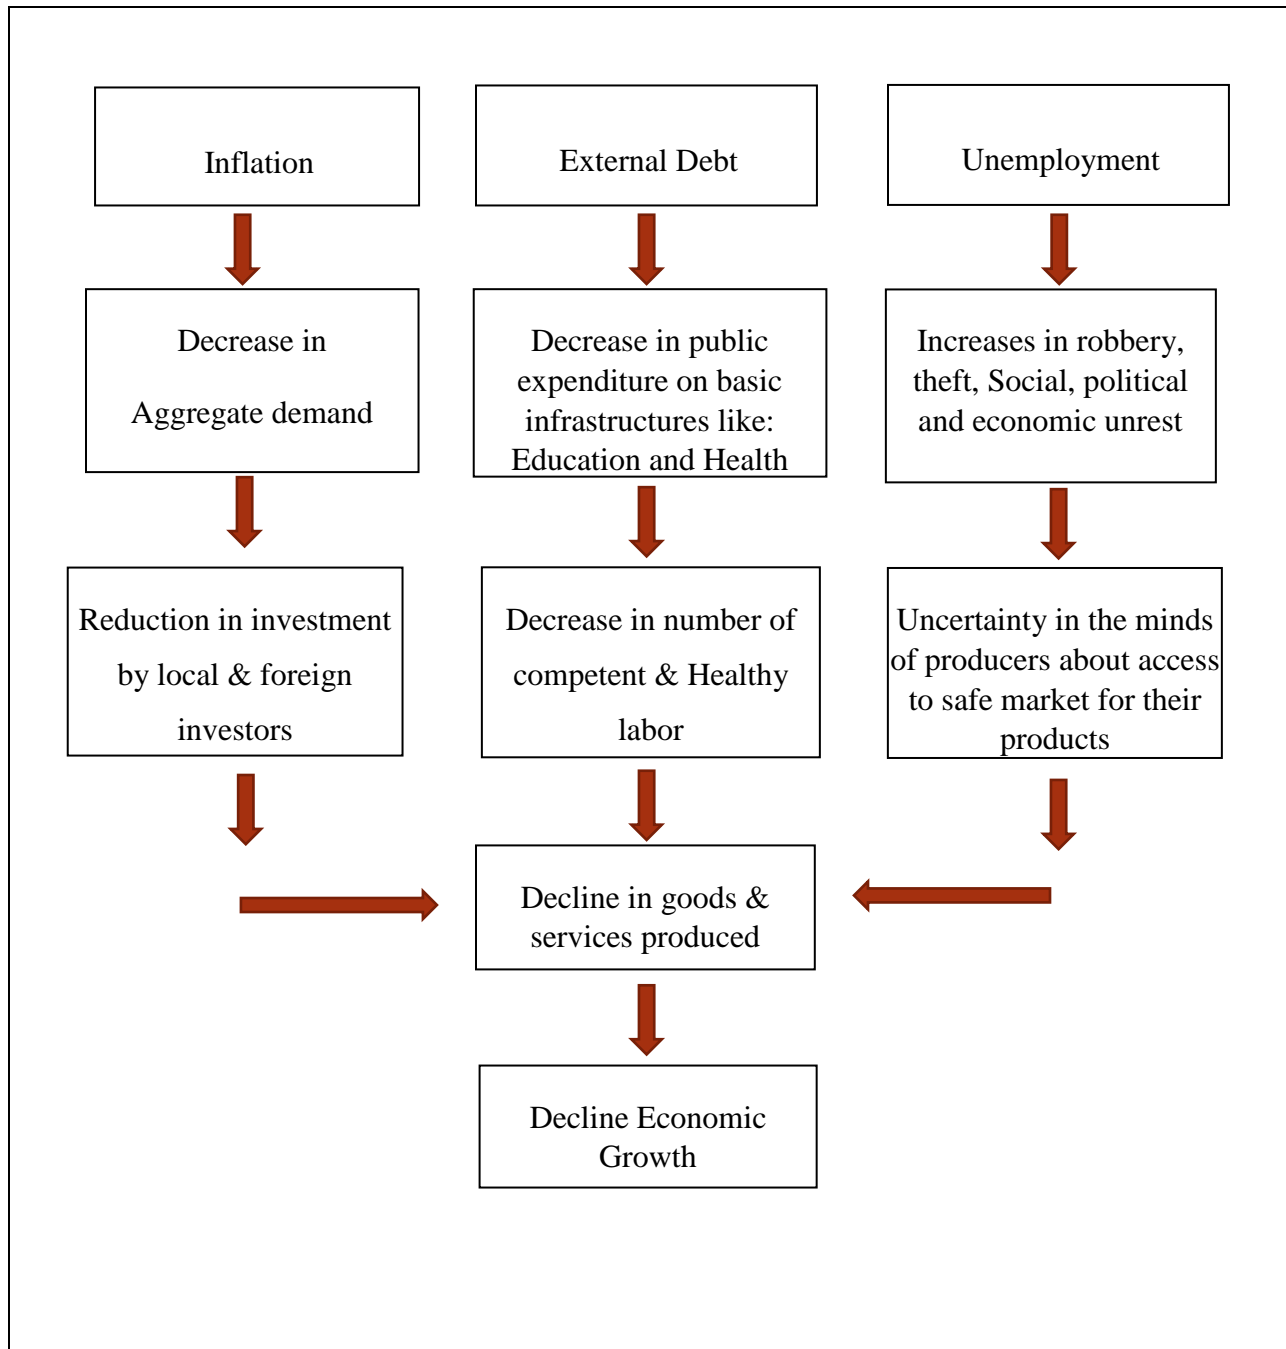 Inflation
External Debt
Unemployment
Decrease in
Aggregate demand
Decrease in public
expenditure on basic
infrastructures like:
Education and Health
Increases in robbery,
theft, Social, political
and economic unrest
Reduction in investment
by local & foreign
investors
Decrease in number of
competent & Healthy
labor
Uncertainty in the minds
of producers about access
to safe market for their
products
Decline in goods &
services produced
Decline Economic
Growth